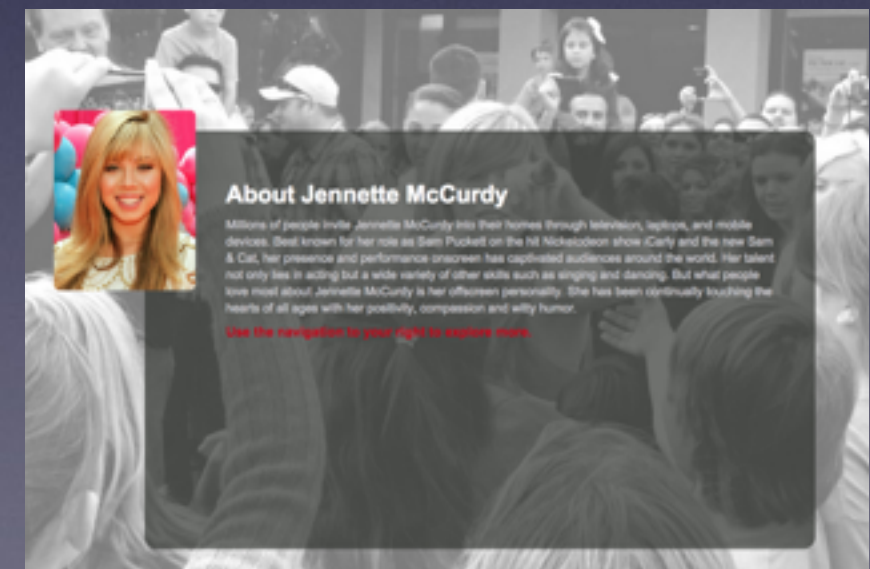 About Jennette McCurdy
Millions of people invite Jennette McCurdy into their homes through television, laptops, and mobile
devices. Best known for her role as Sam Puckett on the hit Nickelodeon show iCarly and the new Sam
& Cat, her presence and performance onscreen has captivated audiences around the world. Her talent
not only lies in acting but a wide variety of other skills such as singing and dancing. But what people
love most about Jennette McCurdy is her offscreen personality. She has been continually touching the
hearts of all ages with her positivity, compassion and witty humor.
Use the navigation to your right to explore more.